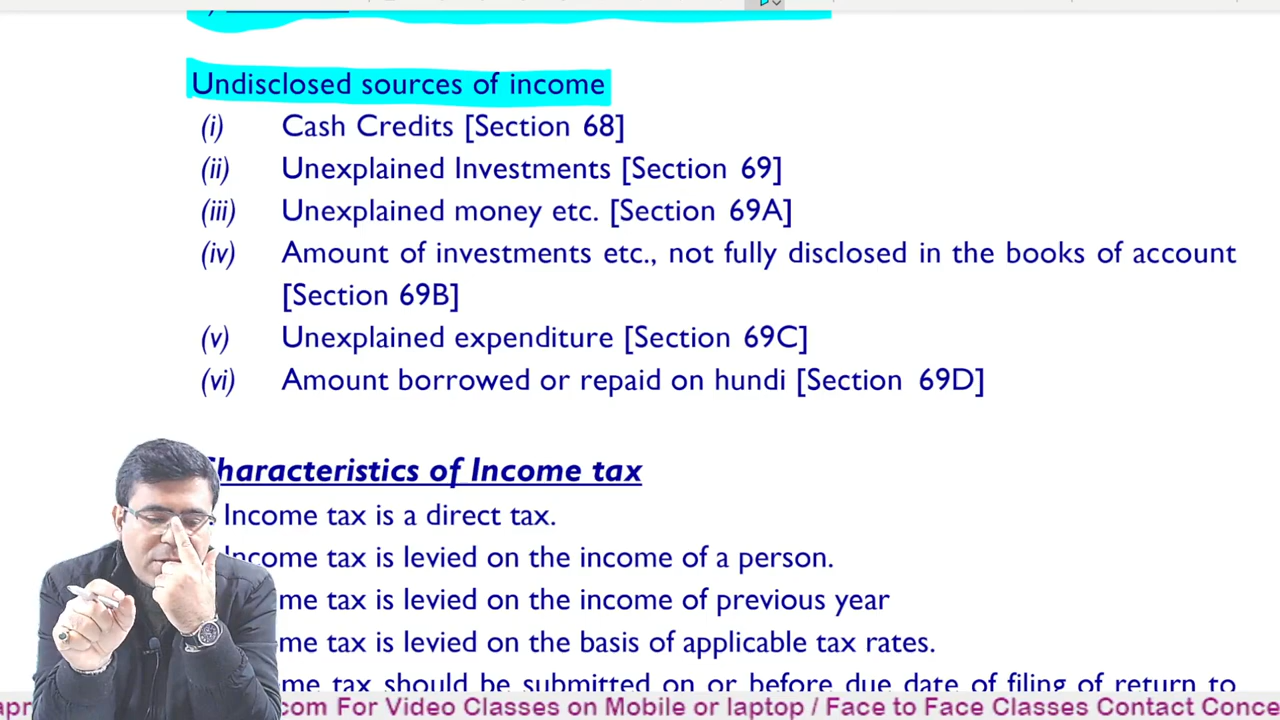 Undisclosed sources of income
(i) Cash Credits [Section 68]
(ii) Unexplained Investments [Section 69]
(iii) Unexplained money etc. [Section 69A]
(iv) Amount of investments etc., not fully disclosed in the books of account
[Section 69B]
(v) Unexplained expenditure [Section 69C]
(vi) Amount borrowed or repaid on hundi [Section 69D]
Characteristics of Income tax
Income tax is a direct tax.
Income tax is levied on the income of a person.
me tax is levied on the income of previous year
me tax is levied on the basis of applicable tax rates.
me tax should be submitted on or before due date of filing of return to
com For Video Classes on Mobile or laptop / Face to Face Classes Contact Conce